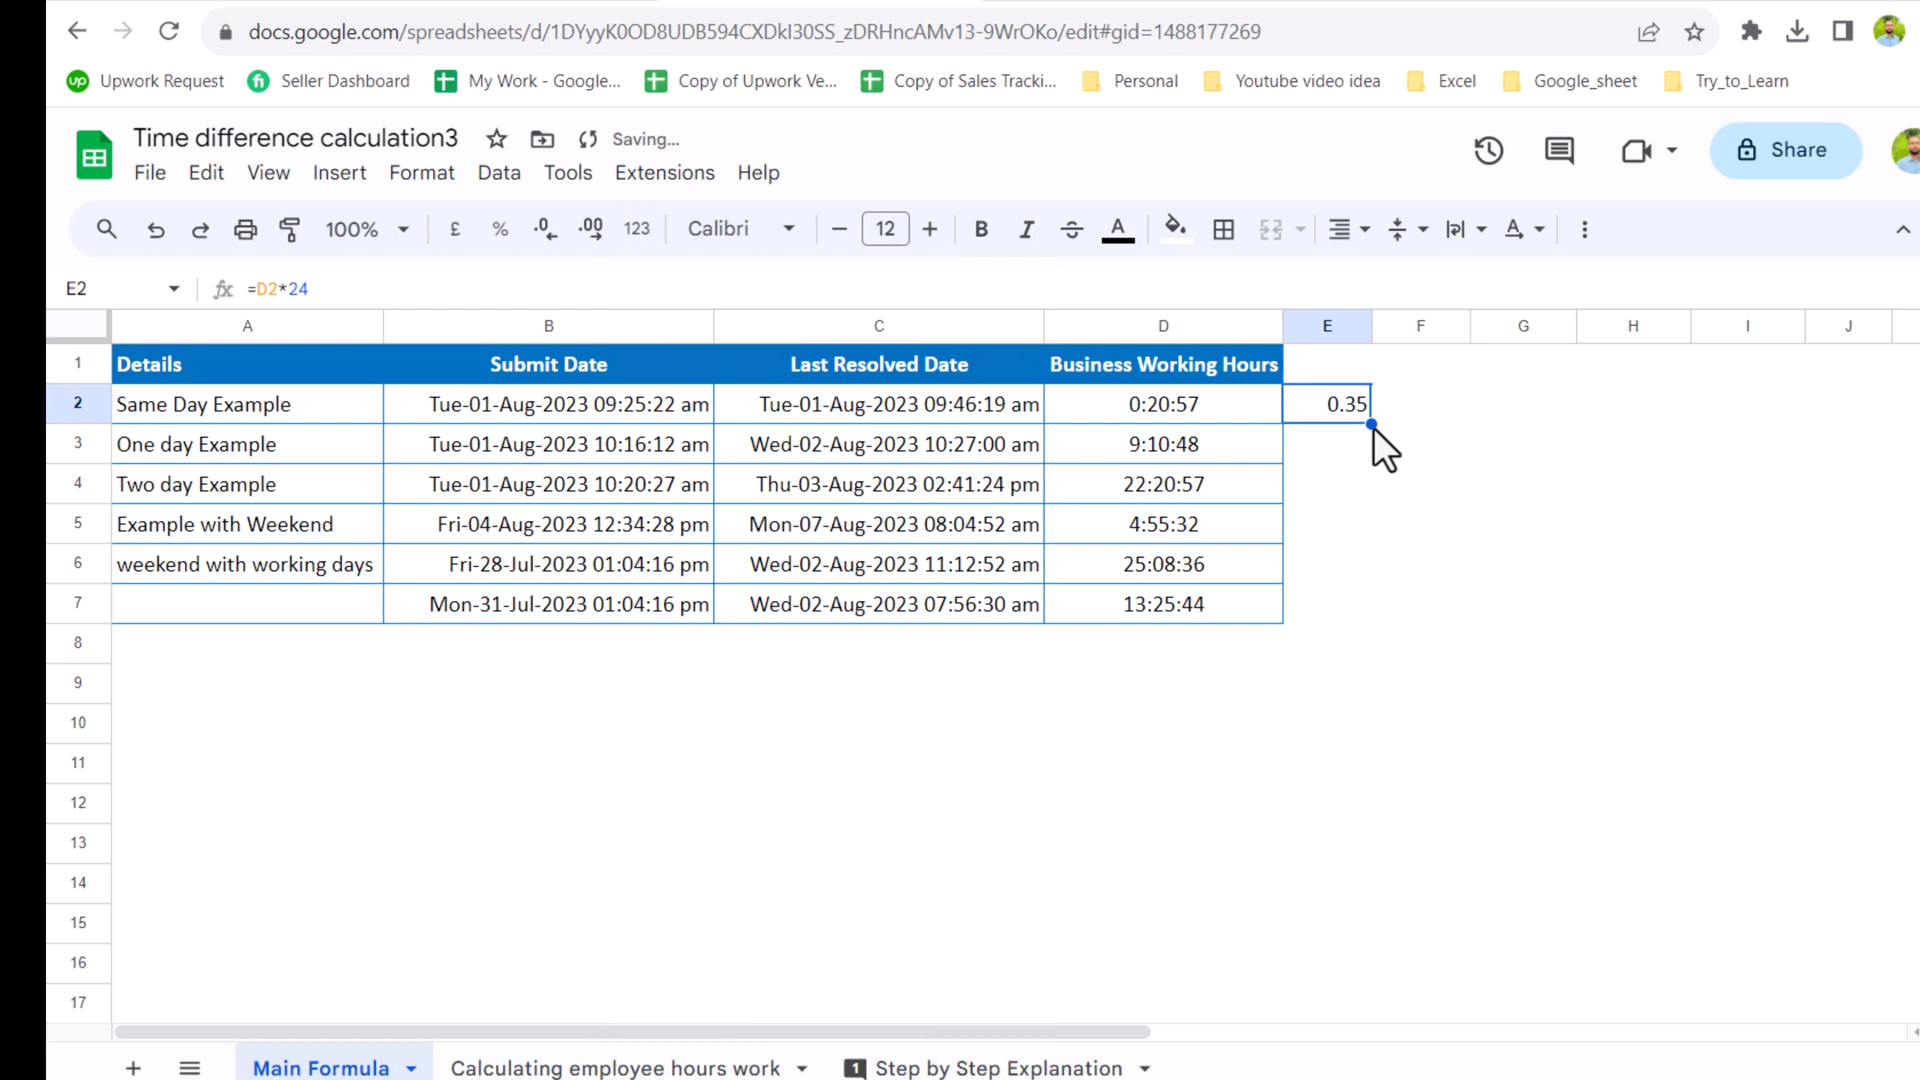 docs.google.com/spreadsheets/d/1DYyyK0OD8UDB594CXDkI30SS_zDRHncAMv13-9WrOKo/edit#gid=1488177269
up Upwork Request fi Seller Dashboard My Work - Google... Copy of Upwork Ve... Copy of Sales Tracki... Personal Youtube video idea Excel Google_sheet Try_to_Learn
Time difference calculation3 Saving...
File Edit View Insert Format Data Tools Extensions Help
Share
100% £ % .0 .00 123 Calibri 12 B I S A A
E2 fx =D2*24
A B C D E F G H I J
1 Details Submit Date Last Resolved Date Business Working Hours
2 Same Day Example Tue-01-Aug-2023 09:25:22 am Tue-01-Aug-2023 09:46:19 am 0:20:57 0.35
3 One day Example Tue-01-Aug-2023 10:16:12 am Wed-02-Aug-2023 10:27:00 am 9:10:48
4 Two day Example Tue-01-Aug-2023 10:20:27 am Thu-03-Aug-2023 02:41:24 pm 22:20:57
5 Example with Weekend Fri-04-Aug-2023 12:34:28 pm Mon-07-Aug-2023 08:04:52 am 4:55:32
6 weekend with working days Fri-28-Jul-2023 01:04:16 pm Wed-02-Aug-2023 11:12:52 am 25:08:36
7 Mon-31-Jul-2023 01:04:16 pm Wed-02-Aug-2023 07:56:30 am 13:25:44
8
9
10
11
12
13
14
15
16
17
Main Formula Calculating employee hours work 1 Step by Step Explanation